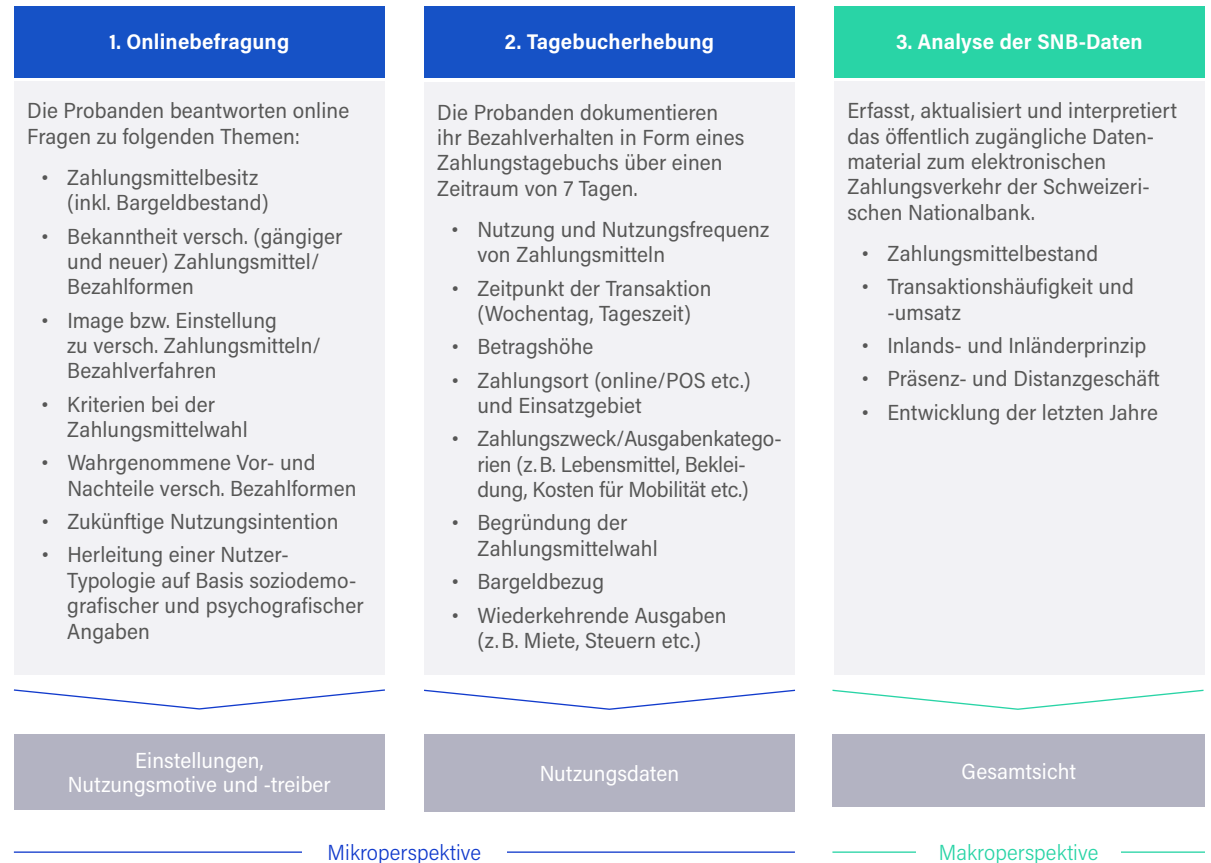 1. Onlinebefragung
Die Probanden beantworten online
Fragen zu folgenden Themen:
• Zahlungsmittelbesitz
(inkl. Bargeldbestand)
• Bekanntheit versch. (gängiger
und neuer) Zahlungsmittel/
Bezahlformen
• Image bzw. Einstellung
zu versch. Zahlungsmitteln/
Bezahlverfahren
• Kriterien bei der
Zahlungsmittelwahl
• Wahrgenommene Vor- und
Nachteile versch. Bezahlformen
• Zukünftige Nutzungsintention
• Herleitung einer Nutzer-
Typologie auf Basis soziodemo-
grafischer und psychografischer
Angaben
Einstellungen,
Nutzungsmotive und -treiber
2. Tagebucherhebung
Die Probanden dokumentieren
ihr Bezahlverhalten in Form eines
Zahlungstagebuchs über einen
Zeitraum von 7 Tagen.
• Nutzung und Nutzungsfrequenz
von Zahlungsmitteln
• Zeitpunkt der Transaktion
(Wochentag, Tageszeit)
• Betragshöhe
• Zahlungsort (online/POS etc.)
und Einsatzgebiet
• Zahlungszweck/Ausgabenkatego-
rien (z.B. Lebensmittel, Beklei-
dung, Kosten für Mobilität etc.)
• Begründung der
Zahlungsmittelwahl
• Bargeldbezug
• Wiederkehrende Ausgaben
(z.B. Miete, Steuern etc.)
Nutzungsdaten
3. Analyse der SNB-Daten
Erfasst, aktualisiert und interpretiert
das öffentlich zugängliche Daten-
material zum elektronischen
Zahlungsverkehr der Schweizeri-
schen Nationalbank.
• Zahlungsmittelbestand
• Transaktionshäufigkeit und
-umsatz
• Inlands- und Inländerprinzip
• Präsenz- und Distanzgeschäft
• Entwicklung der letzten Jahre
Gesamtsicht
Mikroperspektive
Makroperspektive